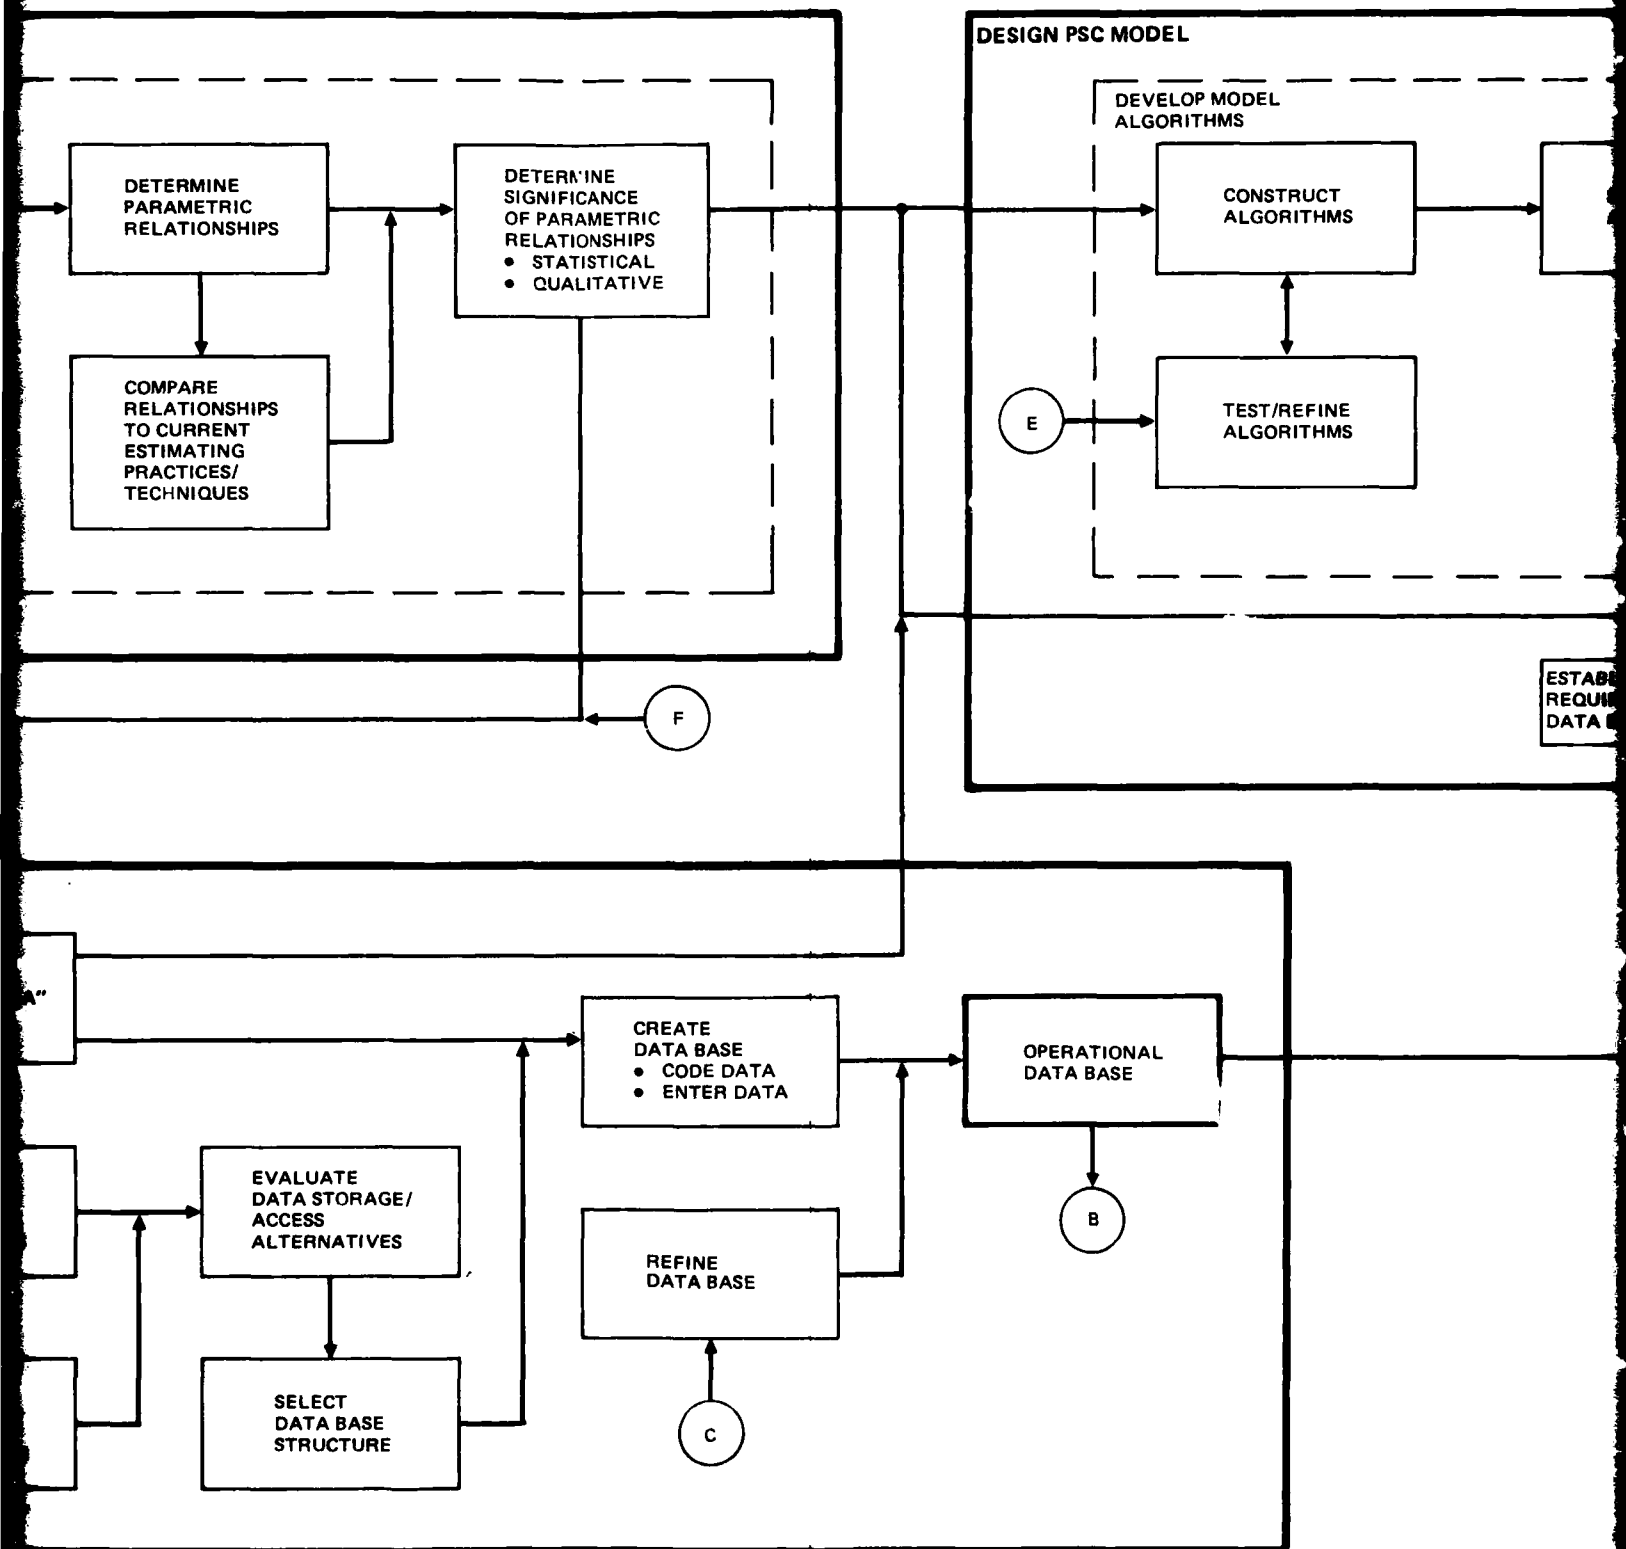 DESIGN PSC MODEL
DEVELOP MODEL
ALGORITHMS
DETERMINE
PARAMETRIC
RELATIONSHIPS
DETERMINE
SIGNIFICANCE
OF PARAMETRIC
RELATIONSHIPS
• STATISTICAL
• QUALITATIVE
CONSTRUCT
ALGORITHMS
COMPARE
RELATIONSHIPS
TO CURRENT
ESTIMATING
PRACTICES/
TECHNIQUES
E
TEST/REFINE
ALGORITHMS
F
DATA
A"
CREATE
DATA BASE
• CODE DATA
• ENTER DATA
OPERATIONAL
DATA BASE
EVALUATE
DATA STORAGE/
ACCESS
ALTERNATIVES
B
REFINE
DATA BASE
SELECT
DATA BASE
STRUCTURE
C